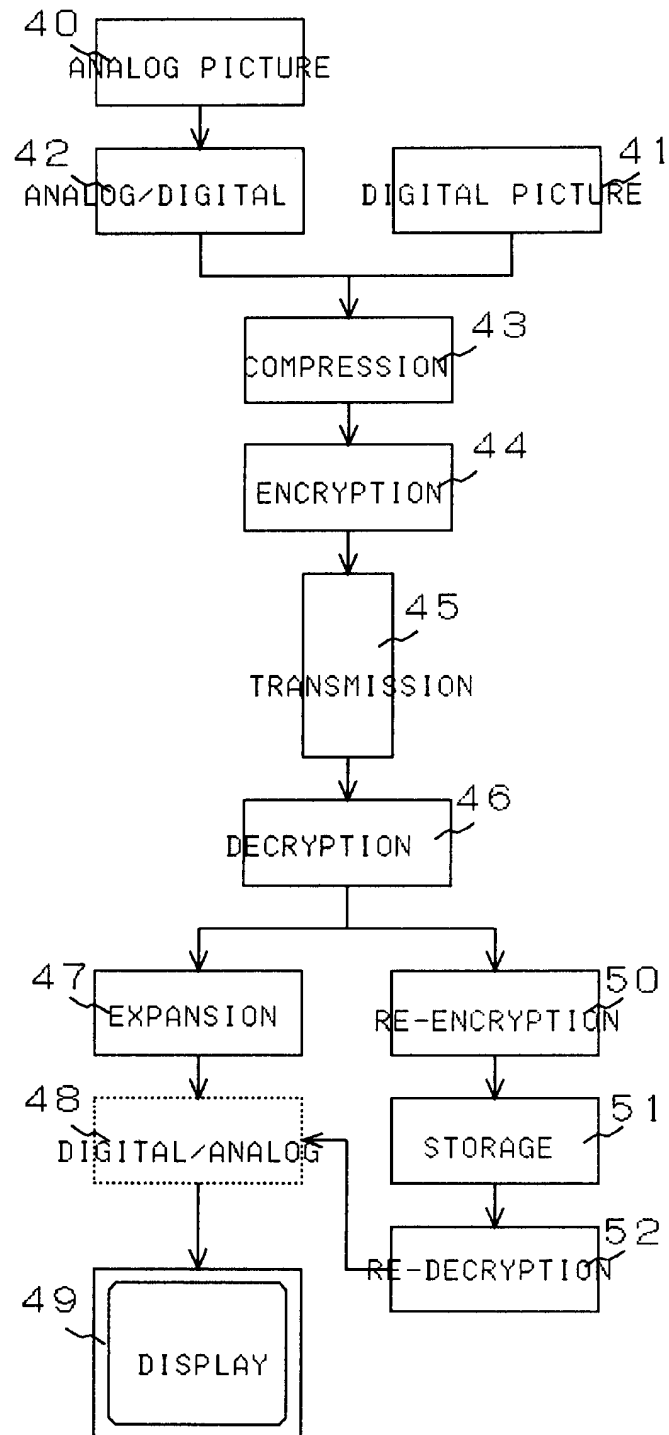 40
ANALOG PICTURE
42
ANALOG/DIGITAL
41
DIGITAL PICTURE
43
COMPRESSION
44
ENCRYPTION
45
TRANSMISSION
46
DECRYPTION
47
EXPANSION
50
RE-ENCRYPTION
48
DIGITAL/ANALOG
51
STORAGE
52
RE-DECRYPTION
49
DISPLAY